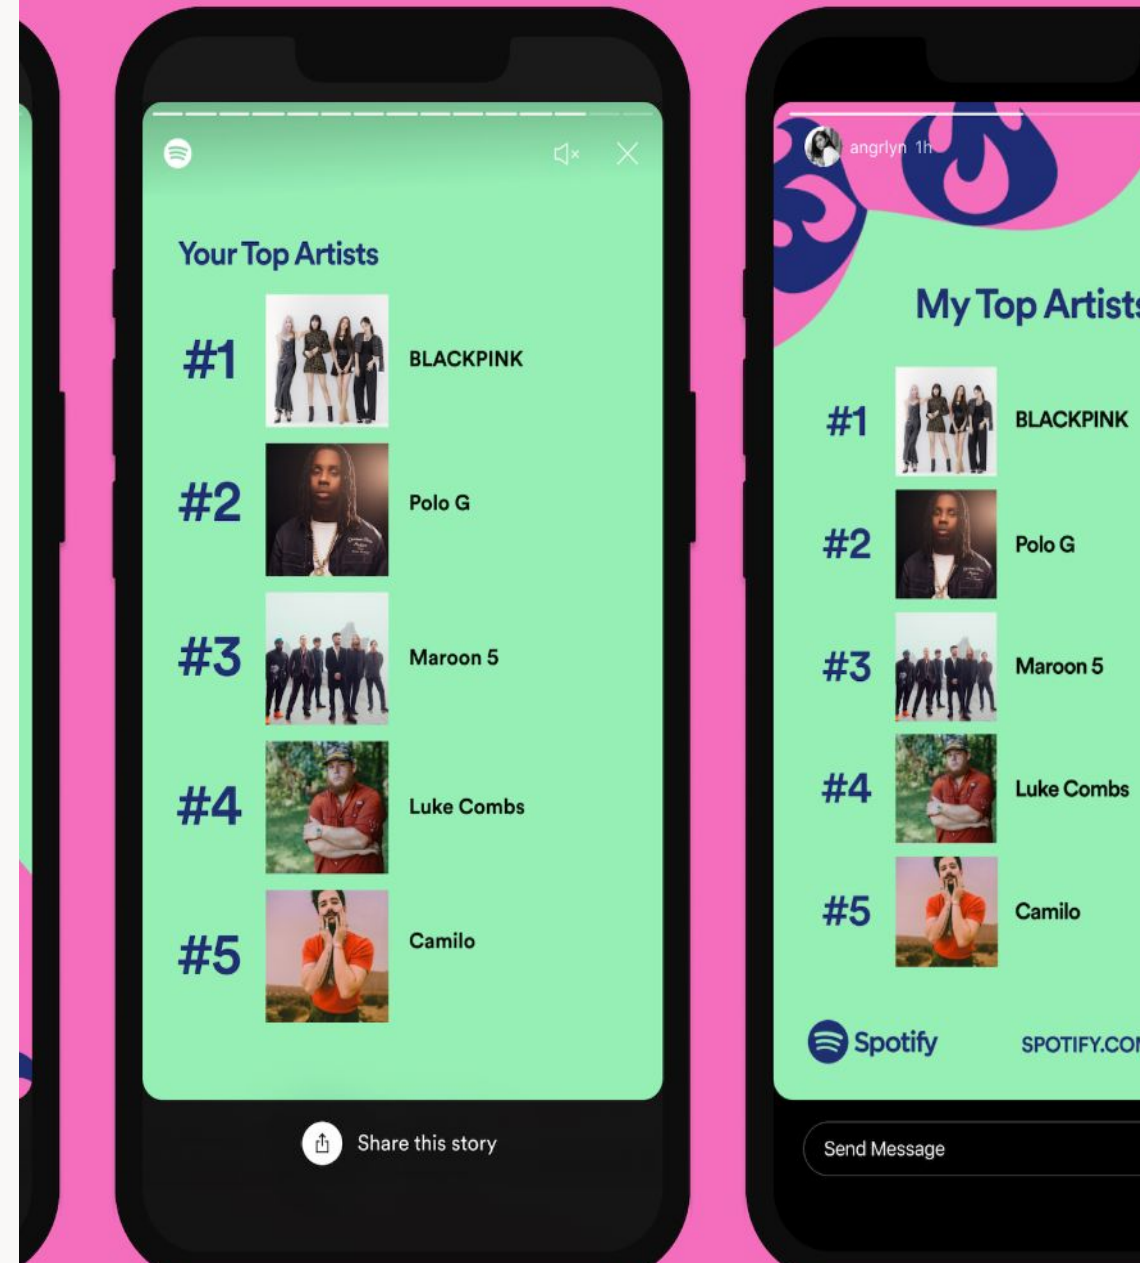 Your Top Artists
#1 BLACKPINK
#2 Polo G
#3 Maroon 5
#4 Luke Combs
#5 Camilo
Share this story
angrlyn 1h
My Top Artists
#1 BLACKPINK
#2 Polo G
#3 Maroon 5
#4 Luke Combs
#5 Camilo
Spotify SPOTIFY.COM
Send Message